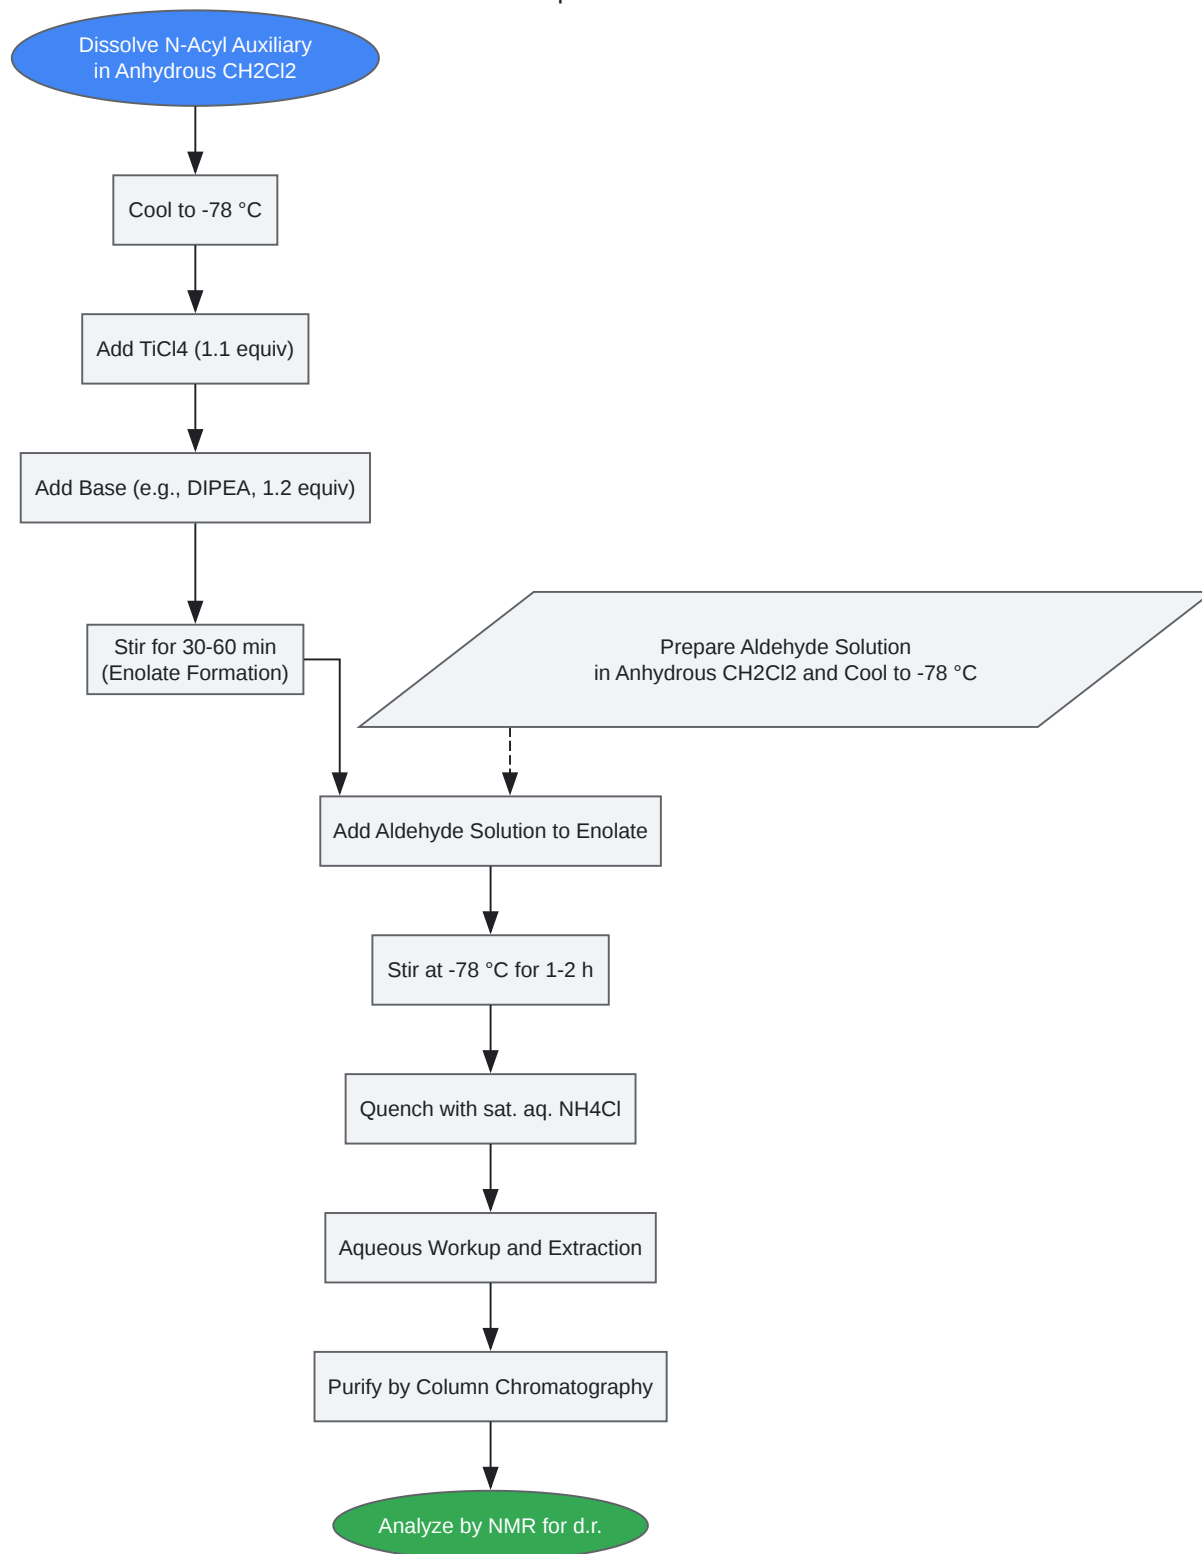 Dissolve N-Acyl Auxiliary
in Anhydrous CH2Cl2
Cool to -78 °C
Add TiCl4 (1.1 equiv)
Add Base (e.g., DIPEA, 1.2 equiv)
Stir for 30-60 min
(Enolate Formation)
Prepare Aldehyde Solution
in Anhydrous CH2Cl2 and Cool to -78 °C
Add Aldehyde Solution to Enolate
Stir at -78 °C for 1-2 h
Quench with sat. aq. NH4Cl
Aqueous Workup and Extraction
Purify by Column Chromatography
Analyze by NMR for d.r.